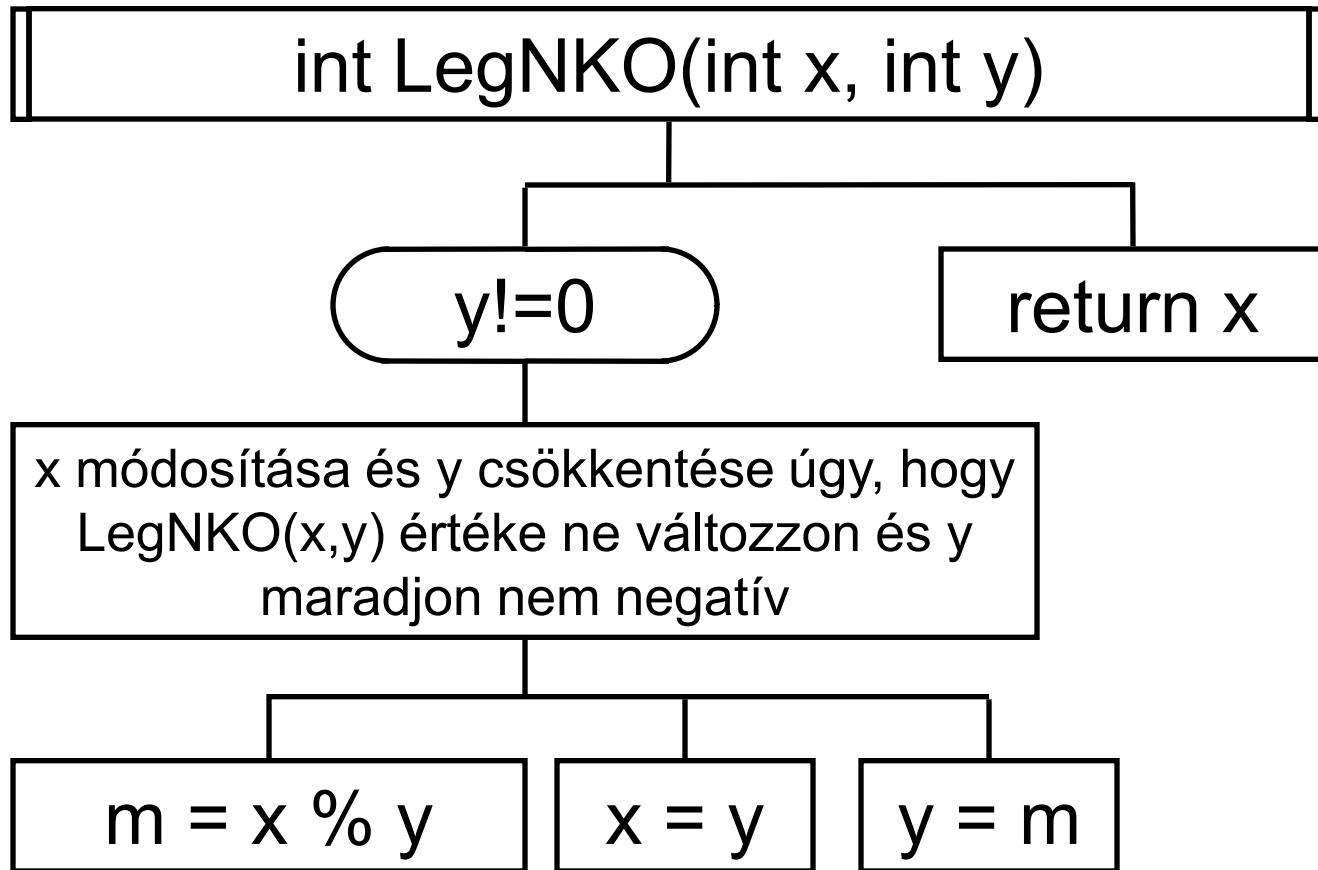 int LegNKO(int x, int y)
y!=0
return x
x módosítása és y csökkentése úgy, hogy
LegNKO(x,y) értéke ne változzon és y
maradjon nem negatív
m = x % y
x = y
y = m